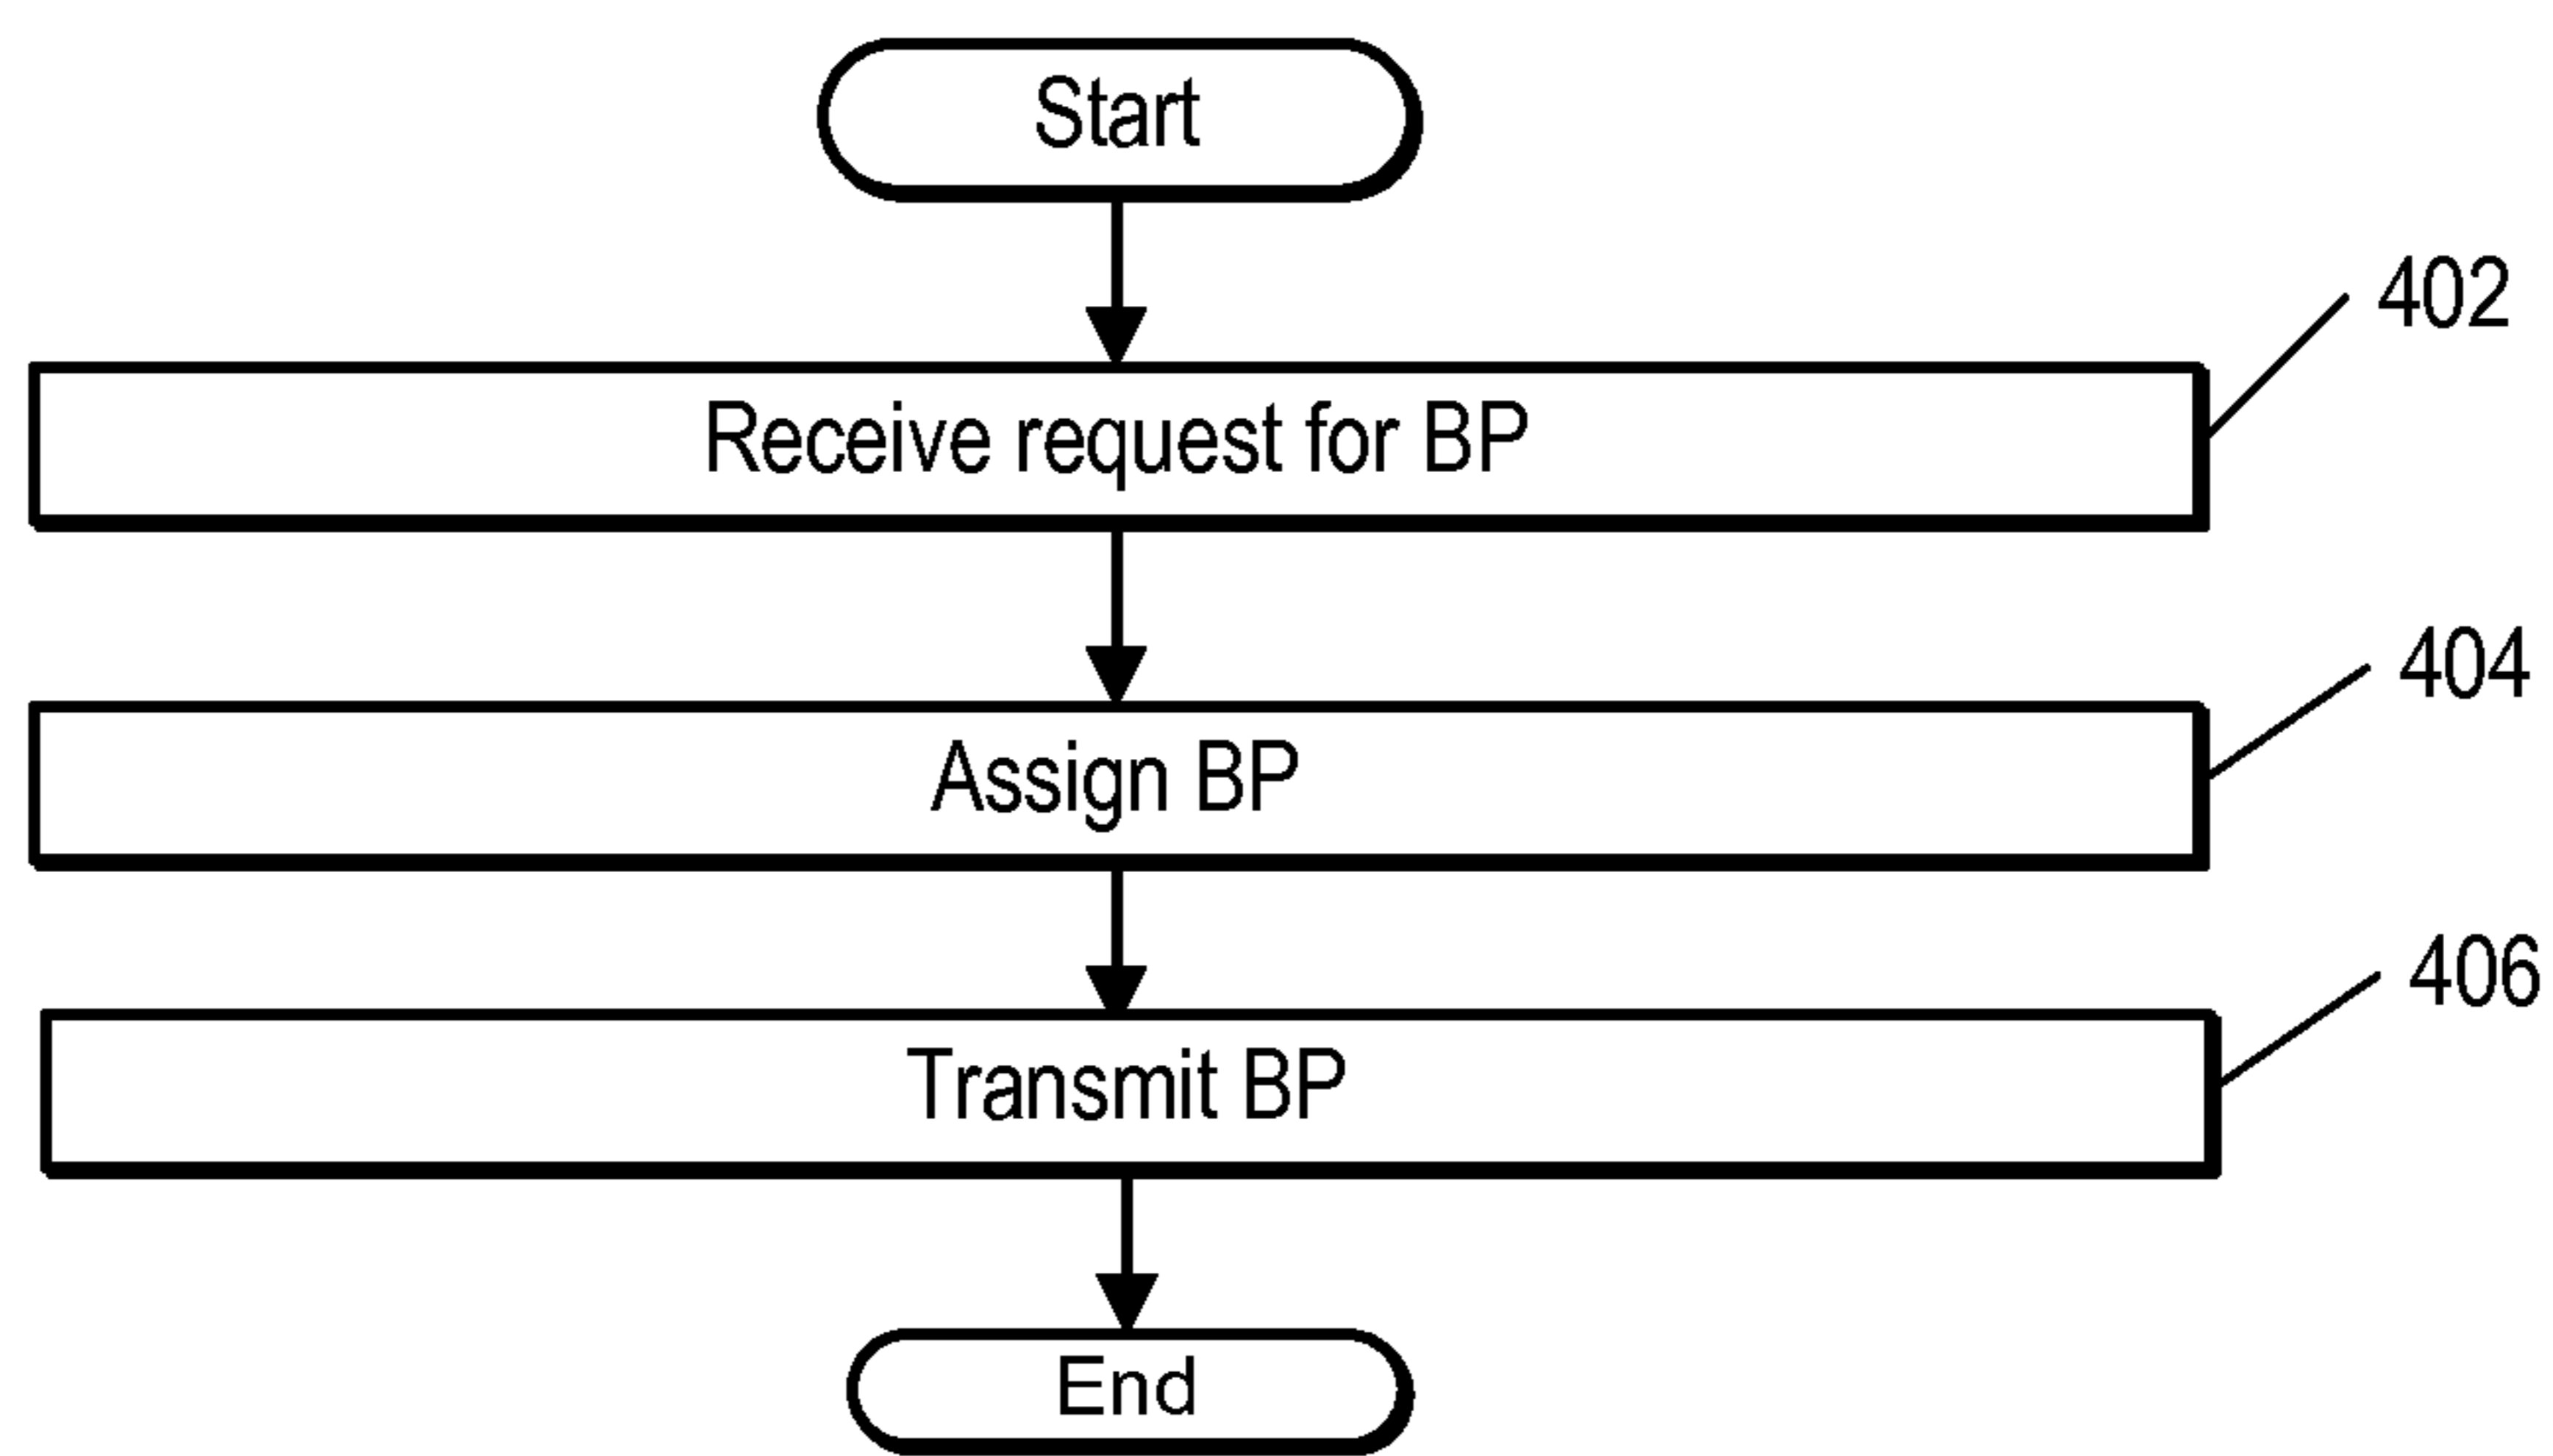 Start
402
Receive request for BP
404
Assign BP
406
Transmit BP
End